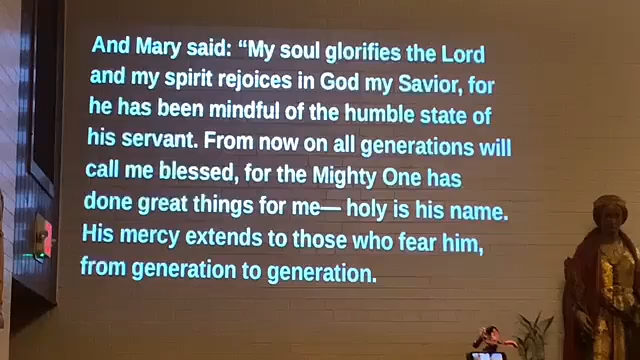 And Mary said: “My soul glorifies the Lord
and my spirit rejoices in God my Savior, for
he has been mindful of the humble state of
his servant. From now on all generations will
call me blessed, for the Mighty One has
done great things for me— holy is his name.
His mercy extends to those who fear him,
from generation to generation.